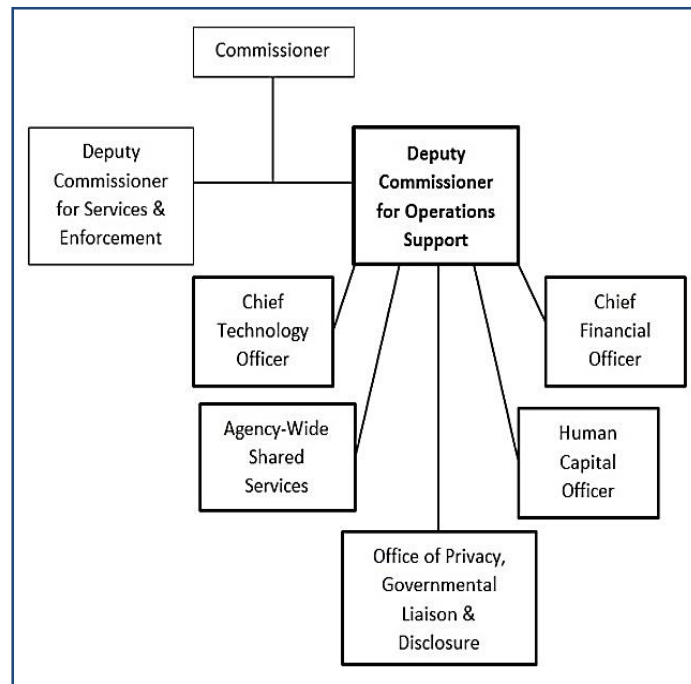 Commissioner
Deputy
Commissioner
for Services &
Enforcement
Deputy
Commissioner
for Operations
Support
Chief
Technology
Officer
Chief
Financial
Officer
Agency-Wide
Shared
Services
Human
Capital
Officer
Office of Privacy,
Governmental
Liaison &
Disclosure